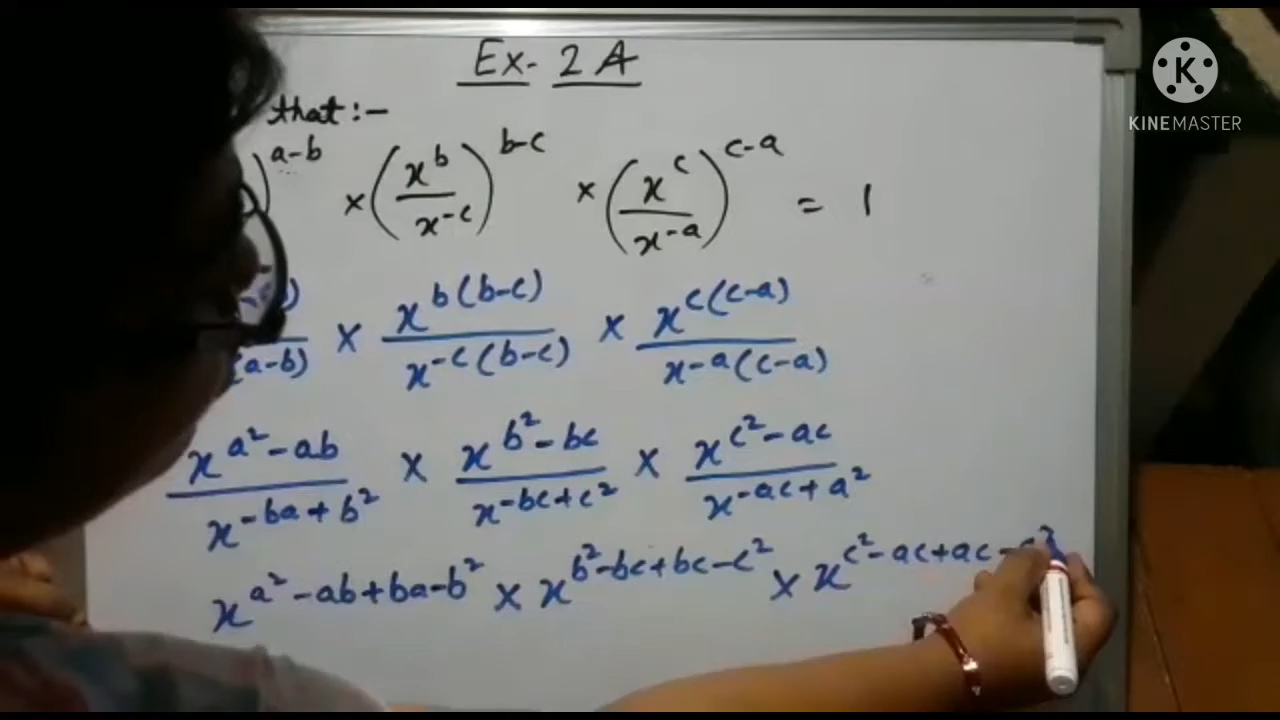 Ex- 2A
K
KINEMASTER
that :-
)^{a-b} × (x^b / x^{-c})^{b-c} × (x^c / x^{-a})^{c-a} = 1
× x^{b(b-c)} / x^{-c(b-c)} × x^{c(c-a)} / x^{-a(c-a)}
(a-b)
x^{a²-ab} / x^{-ba+b²} × x^{b²-bc} / x^{-bc+c²} × x^{c²-ac} / x^{-ac+a²}
x^{a²-ab+ba-b²} × x^{b²-bc+bc-c²} × x^{c²-ac+ac-